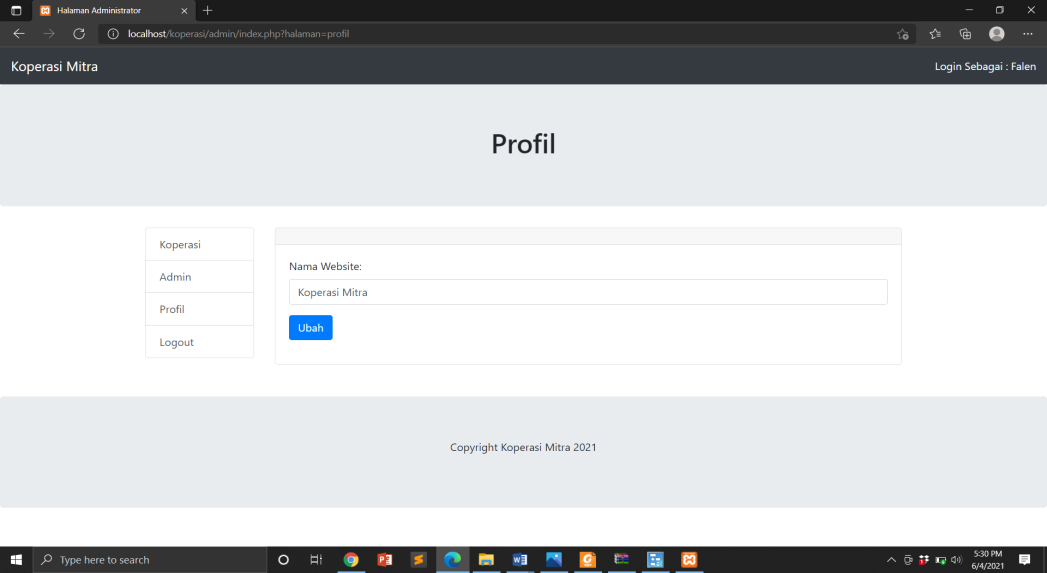 Halaman Administrator
localhost/koperasi/admin/index.php?halaman=profil
Koperasi Mitra
Login Sebagai : Falen
Profil
Koperasi
Admin
Profil
Logout
Nama Website:
Koperasi Mitra
Ubah
Copyright Koperasi Mitra 2021
Type here to search
5:30 PM
6/4/2021